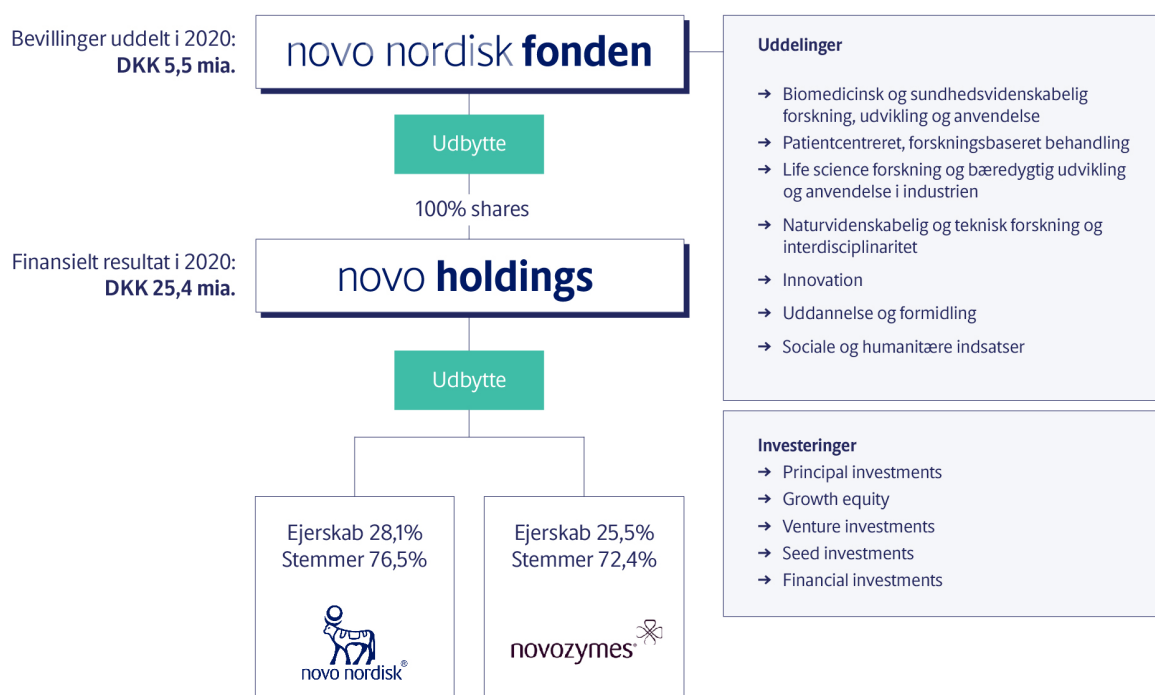 Bevillinger uddelt i 2020:
DKK 5,5 mia.
novo nordisk fonden
Udbytte
100% shares
Finansielt resultat i 2020:
DKK 25,4 mia.
novo holdings
Udbytte
Ejerskab 28,1%
Stemmer 76,5%
novo nordisk®
Ejerskab 25,5%
Stemmer 72,4%
novozymes®
Uddelinger
→ Biomedicinsk og sundhedsvidenskabelig
forskning, udvikling og anvendelse
→ Patientcentreret, forskningsbaseret behandling
→ Life science forskning og bæredygtig udvikling
og anvendelse i industrien
→ Naturvidenskabelig og teknisk forskning og
interdisciplinaritet
→ Innovation
→ Uddannelse og formidling
→ Sociale og humanitære indsatser
Investeringer
→ Principal investments
→ Growth equity
→ Venture investments
→ Seed investments
→ Financial investments